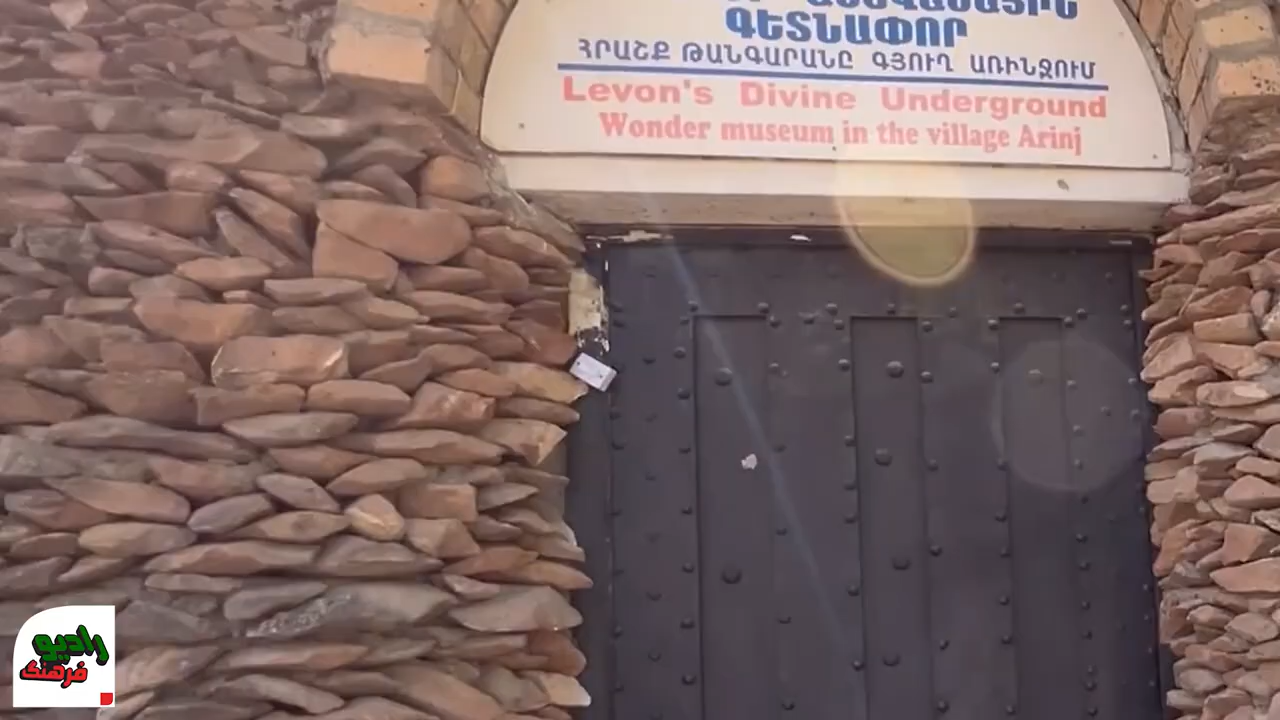 ԳԵՏՆԱՓՈՐ
ՀՐԱՇՔ ԹԱՆԳԱՐԱՆԸ ԳՅՈՒՂ ԱՌԻՆՋՈՒՄ
Levon's Divine Underground
Wonder museum in the village Arinj
رادیو
فرهنگ